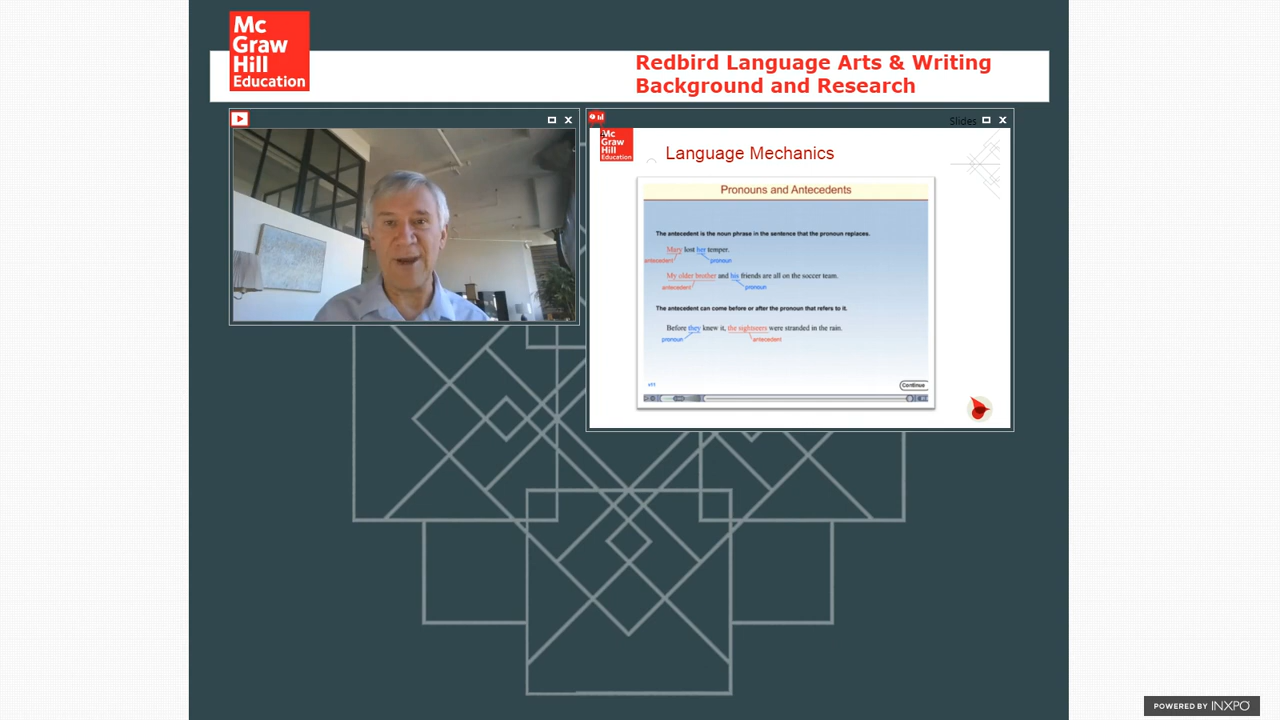 Mc
Graw
Hill
Education
Redbird Language Arts & Writing
Background and Research
Slides
Mc
Graw
Hill
Education
Language Mechanics
Pronouns and Antecedents
The antecedent is the noun phrase in the sentence that the pronoun replaces.
Mary lost her temper.
antecedent pronoun
My older brother and his friends are all on the soccer team.
antecedent pronoun
The antecedent can come before or after the pronoun that refers to it.
Before they knew it, the sightseers were stranded in the rain.
pronoun antecedent
Continue
POWERED BY INXPO